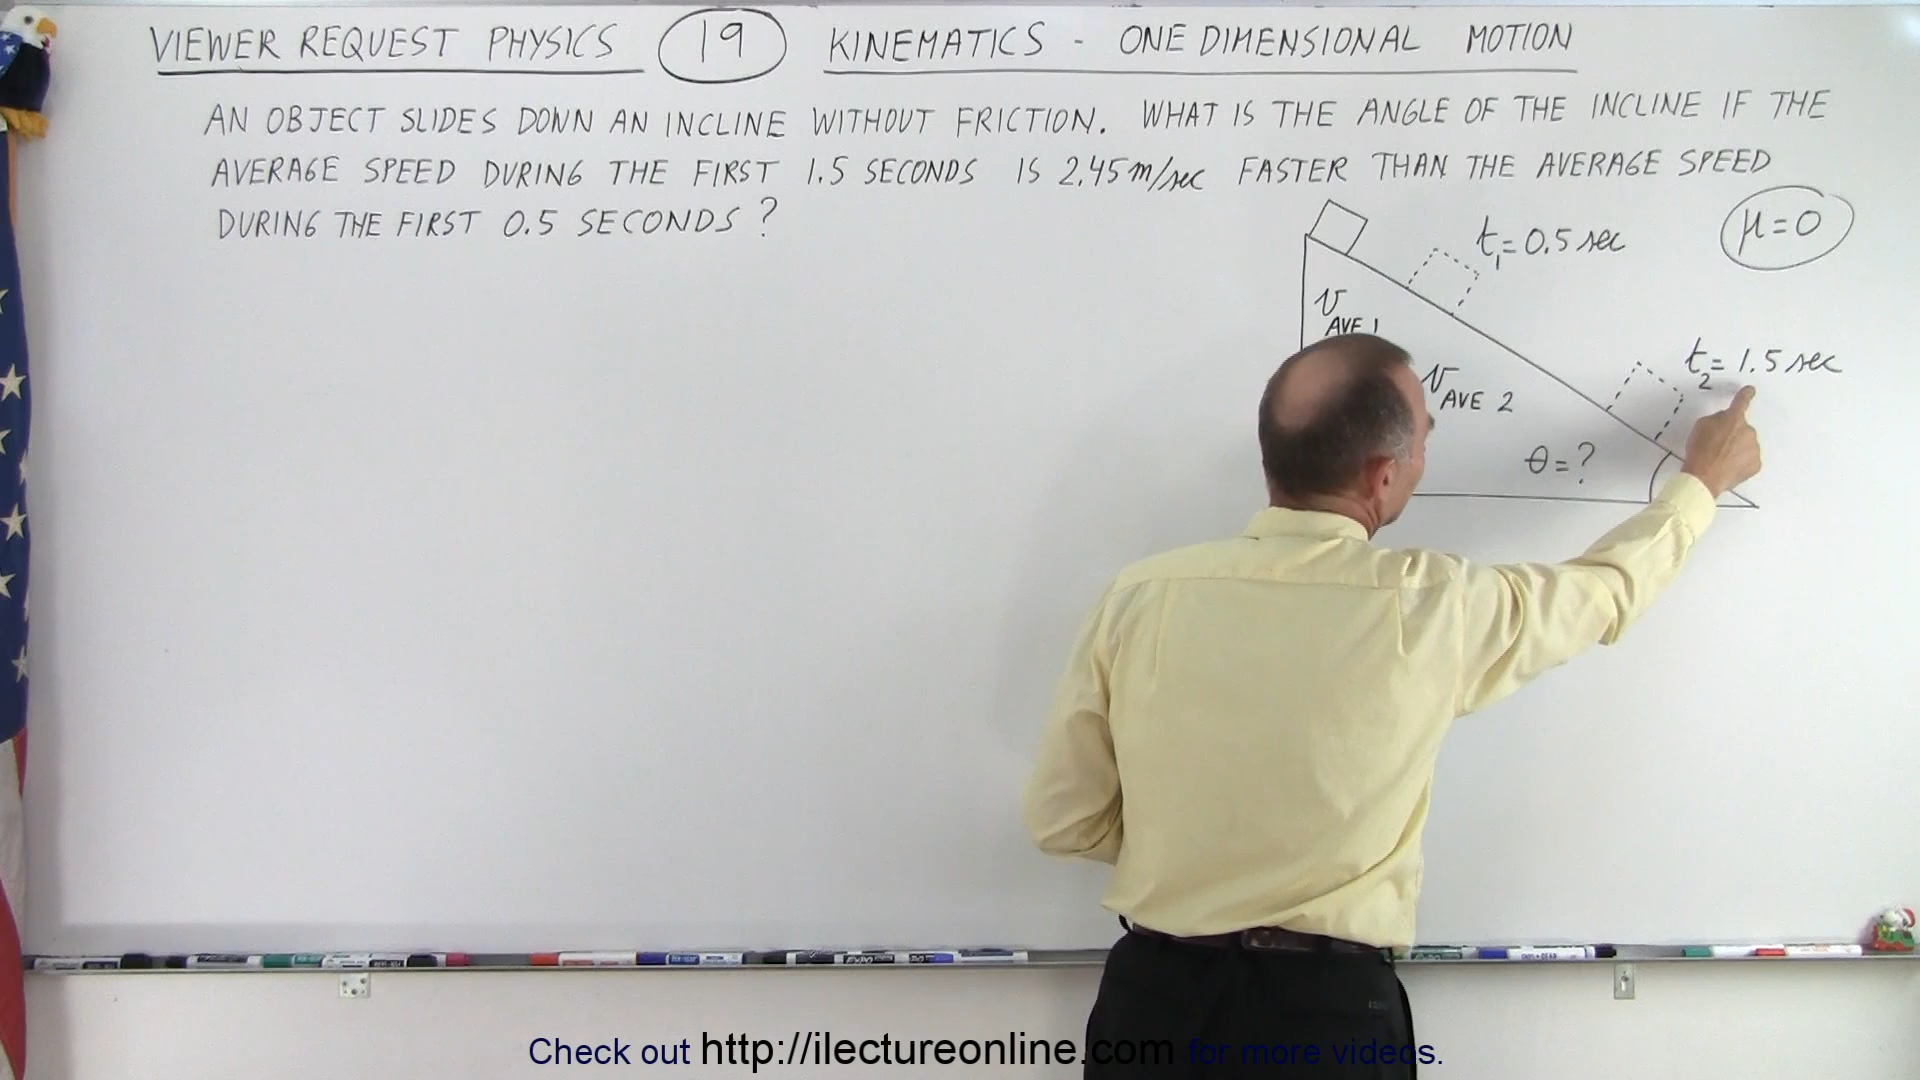 VIEWER REQUEST PHYSICS 19 KINEMATICS - ONE DIMENSIONAL MOTION
AN OBJECT SLIDES DOWN AN INCLINE WITHOUT FRICTION. WHAT IS THE ANGLE OF THE INCLINE IF THE
AVERAGE SPEED DURING THE FIRST 1.5 SECONDS IS 2.45 m/sec FASTER THAN THE AVERAGE SPEED
DURING THE FIRST 0.5 SECONDS?
t₁ = 0.5 sec
μ = 0
V AVE 1
t₂ = 1.5 sec
V AVE 2
θ = ?
Check out http://ilectureonline.com for more videos.